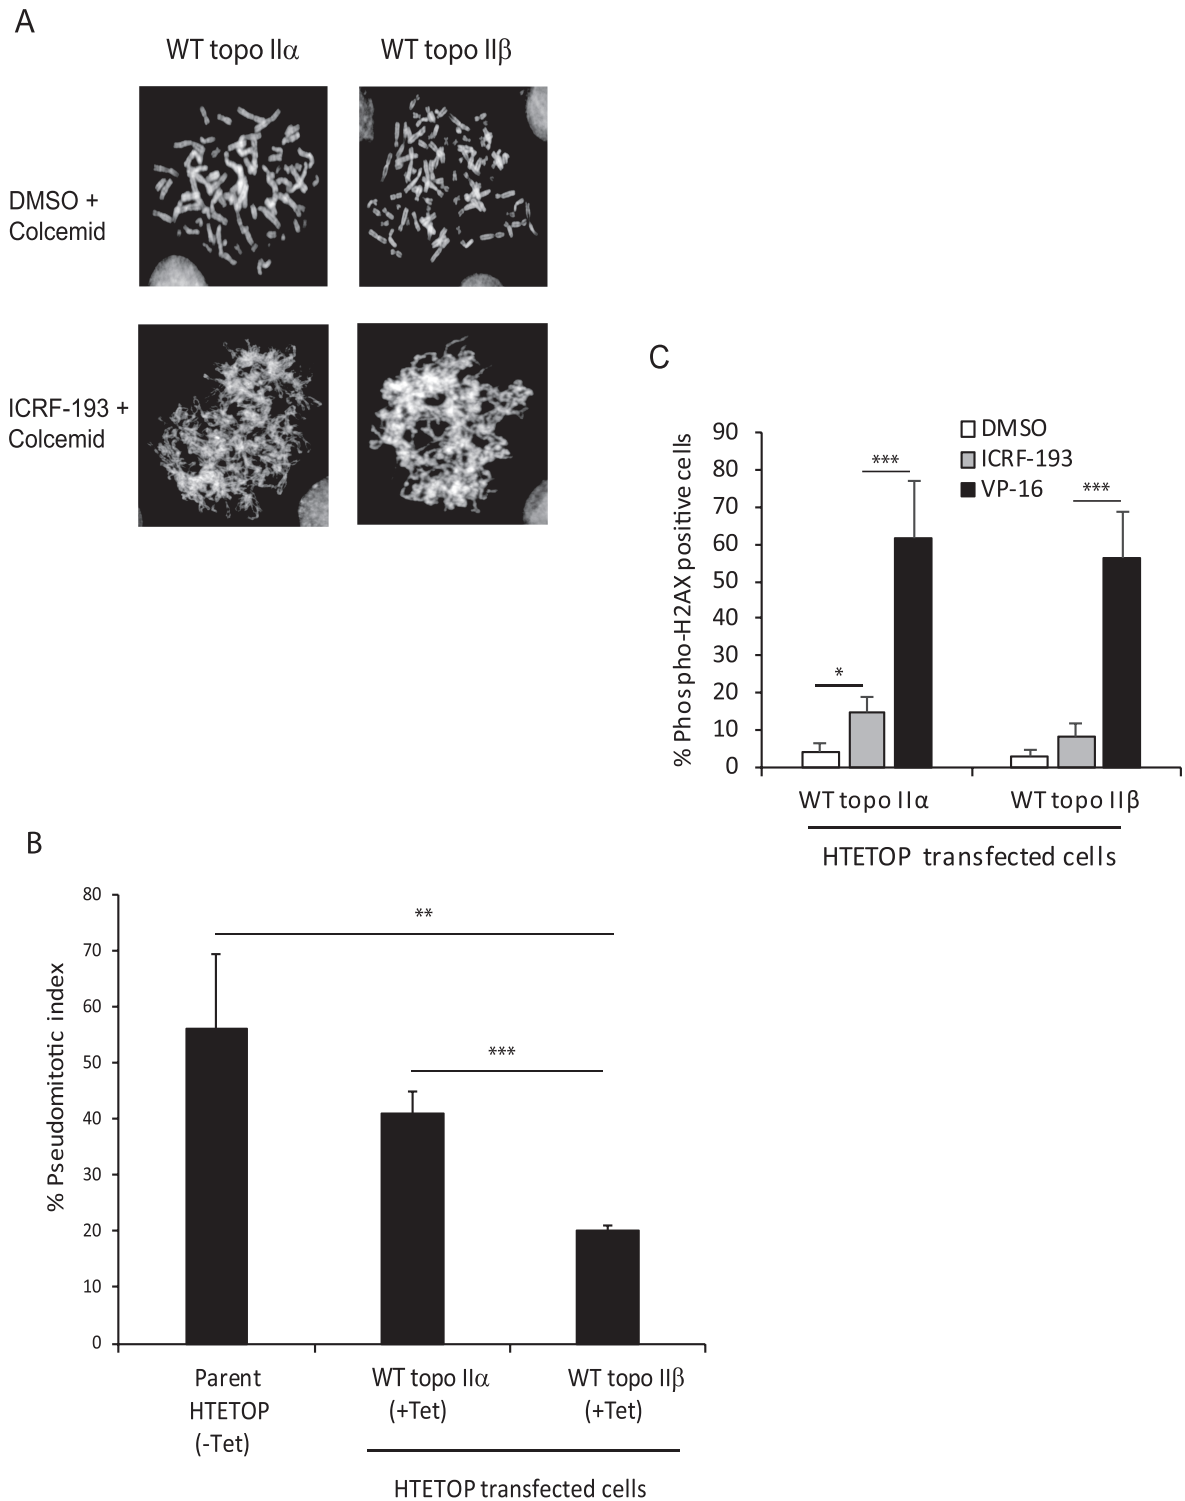 A
WT topo IIα
WT topo IIβ
DMSO +
Colcemid
ICRF-193 +
Colcemid
C
% Phospho-H2AX positive cells
90
80
70
60
50
40
30
20
10
0
DMSO
ICRF-193
VP-16
***
***
*
WT topo IIα
WT topo IIβ
HTETOP transfected cells
B
% Pseudomitotic index
80
70
60
50
40
30
20
10
0
**
***
Parent
HTETOP
(-Tet)
WT topo IIα
(+Tet)
WT topo IIβ
(+Tet)
HTETOP transfected cells